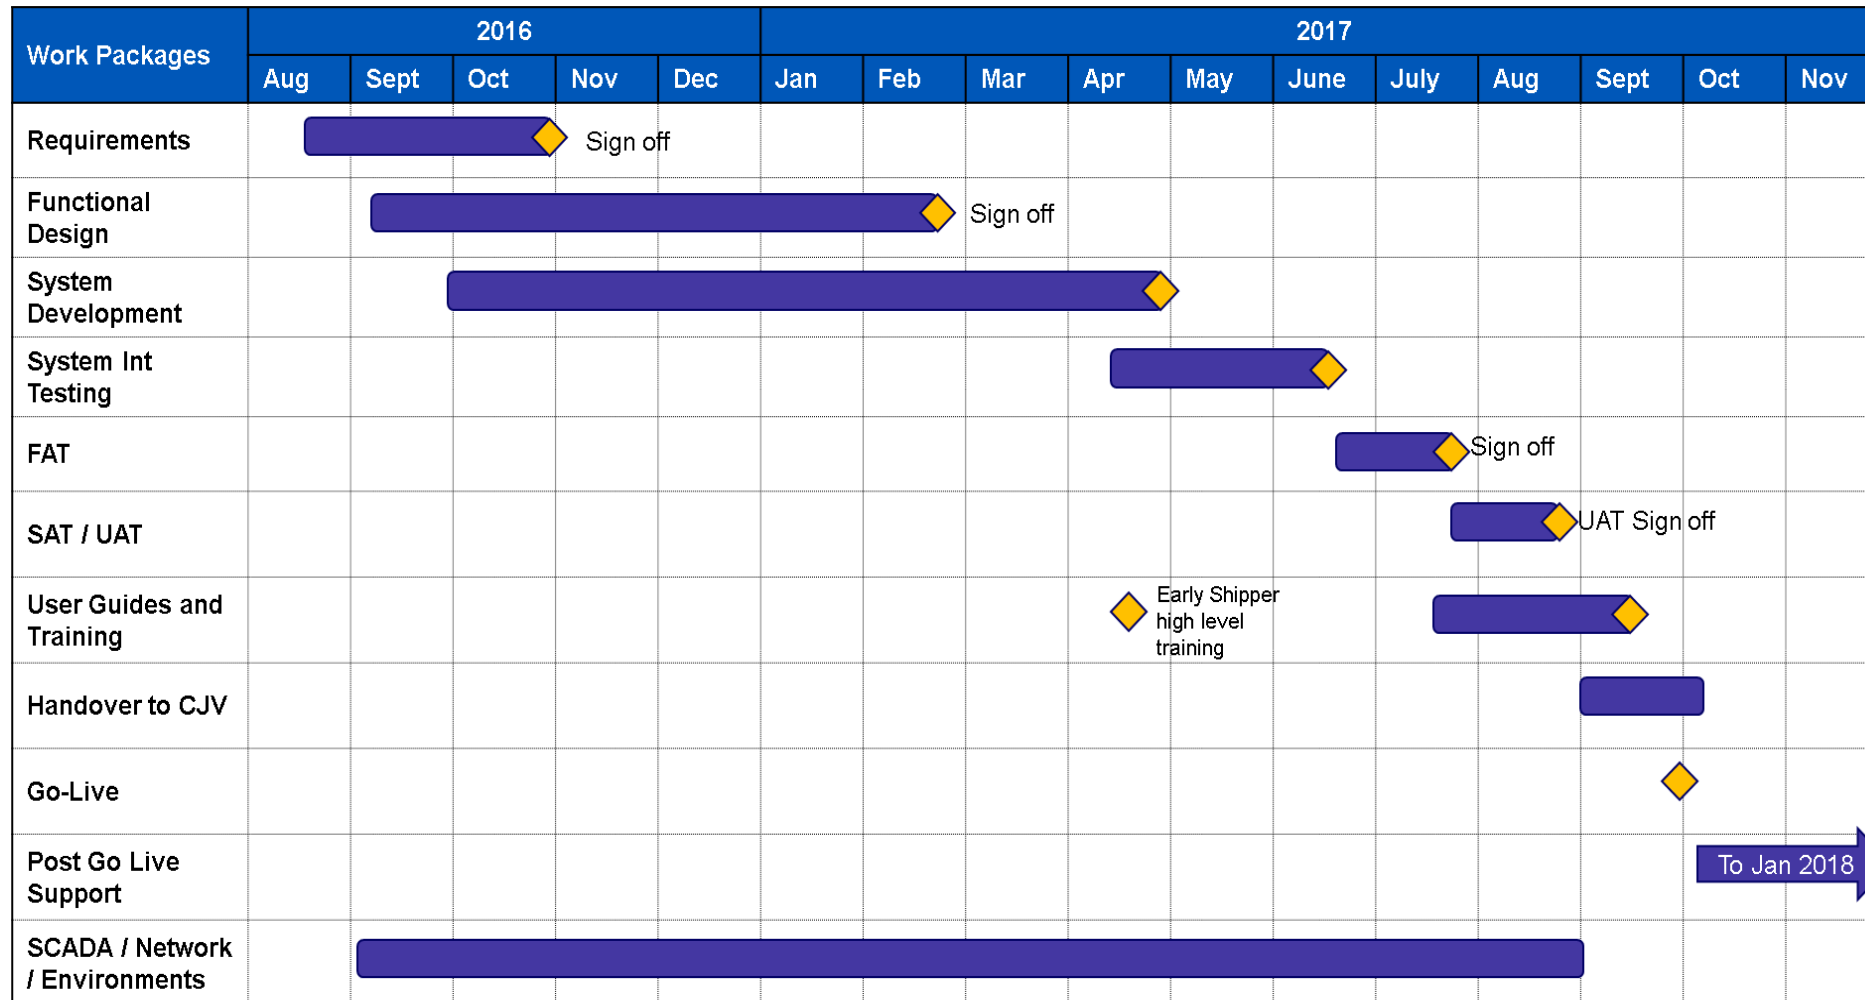 Work Packages
2016
2017
Aug
Sept
Oct
Nov
Dec
Jan
Feb
Mar
Apr
May
June
July
Aug
Sept
Oct
Nov
Requirements
Sign off
Functional
Design
Sign off
System
Development
System Int
Testing
FAT
Sign off
SAT / UAT
UAT Sign off
User Guides and
Training
Early Shipper
high level
training
Handover to CJV
Go-Live
Post Go Live
Support
To Jan 2018
SCADA / Network
/ Environments